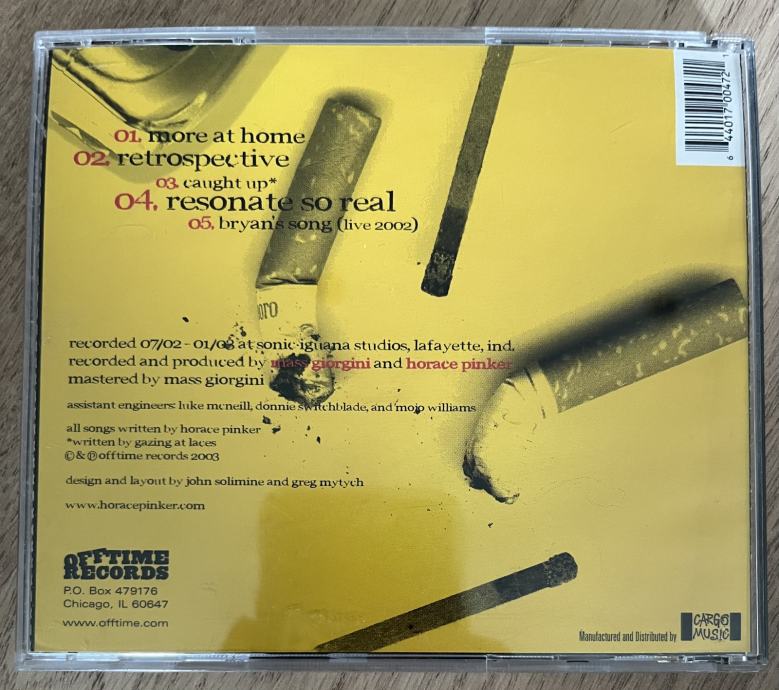 01. more at home
02. retrospective
03. caught up*
04. resonate so real
05. bryan's song (live 2002)
oro
recorded 07/02 - 01/03 at sonic iguana studios, lafayette, ind.
recorded and produced by mass giorgini and horace pinker
mastered by mass giorgini
assistant engineers: luke mcneill, donnie switchblade, and mojo williams
all songs written by horace pinker
*written by gazing at laces
©&℗ offtime records 2003
design and layout by john solimine and greg mytych
www.horacepinker.com
OFFTIME
RECORDS
P.O. Box 479176
Chicago, IL 60647
www.offtime.com
Manufactured and Distributed by
CARGO
MUSIC
6 44017 00472 1